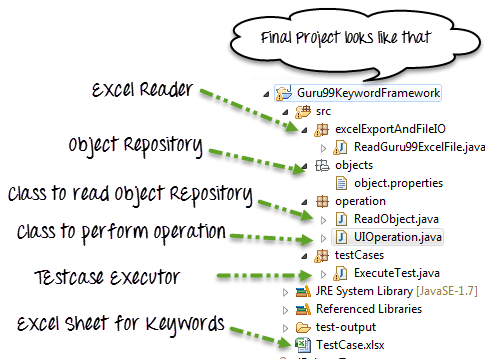 Final Project looks like that
Guru99KeywordFramework
Excel Reader
src
excelExportAndFileIO
ReadGuru99ExcelFile.java
Object Repository
objects
object.properties
Class to read Object REpository
operation
ReadObject.java
Class to perform operation
UIOperation.java
testCases
TEstcase Executor
ExecuteTest.java
JRE System Library [JavaSE-1.7]
Referenced Libraries
Excel Sheet for Keywords
test-output
TestCase.xlsx